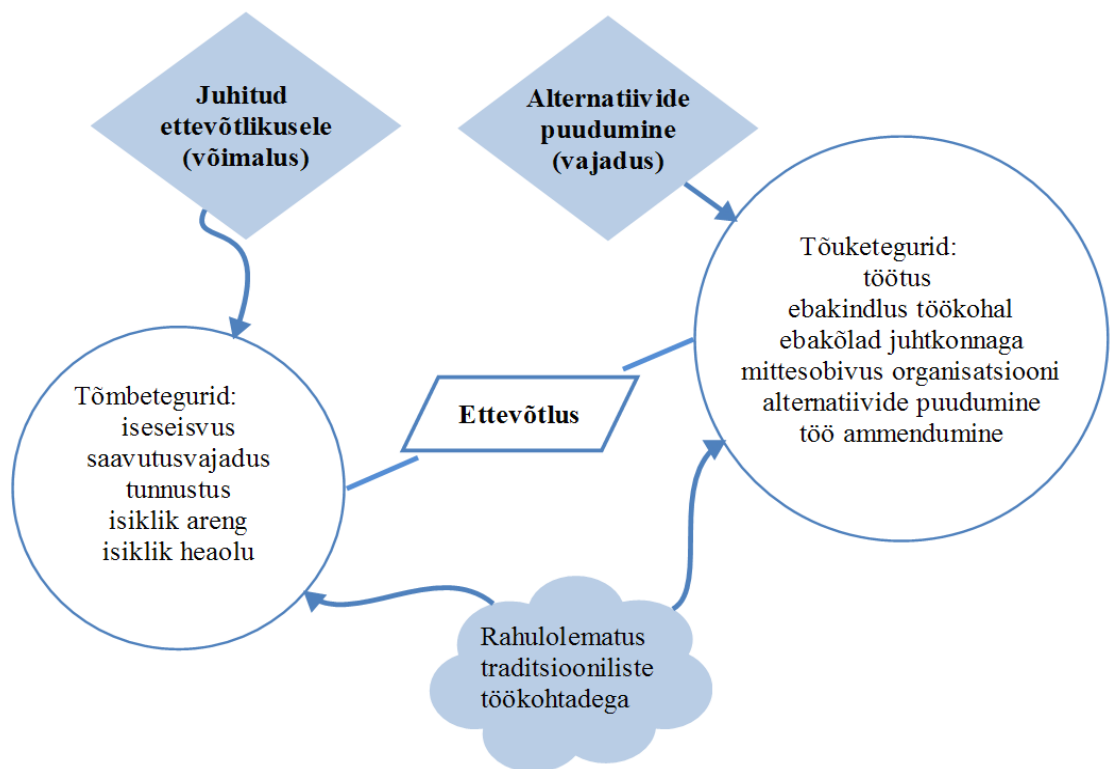 Juhitud
ettevõtlikusele
(võimalus)
Alternatiivide
puudumine
(vajadus)
Tõuketegurid:
töötus
ebakindlus töökohal
ebakõlad juhtkonnaga
mittesobivus organisatsiooni
alternatiivide puudumine
töö ammendumine
Tõmbetegurid:
iseseisvus
saavutusvajadus
tunnustus
isiklik areng
isiklik heaolu
Ettevõtlus
Rahulolematus
traditsiooniliste
töökohtadega